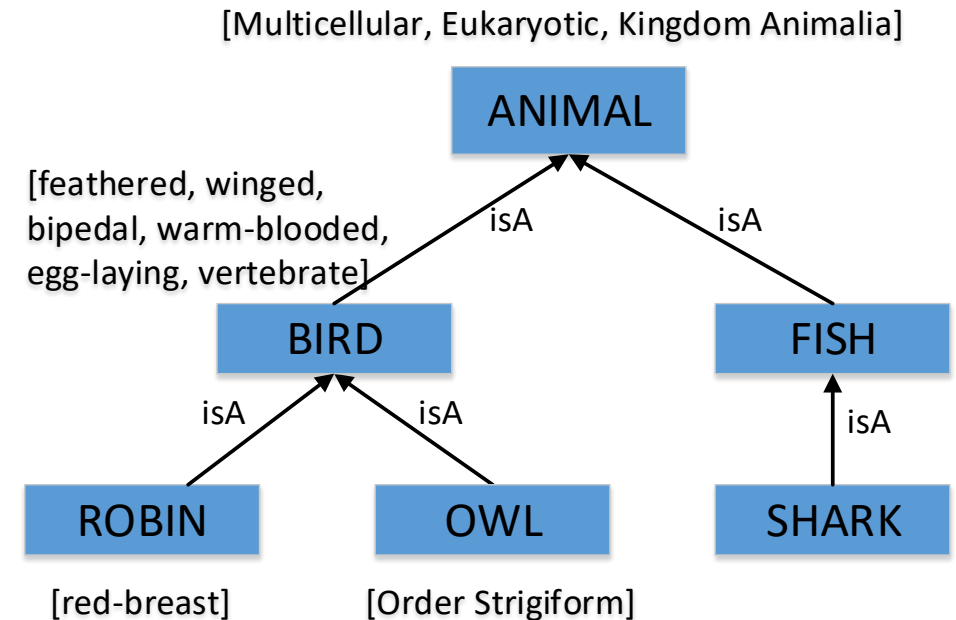 [Multicellular, Eukaryotic, Kingdom Animalia]
ANIMAL
[feathered, winged,
bipedal, warm-blooded,
egg-laying, vertebrate]
isA
isA
BIRD
FISH
isA
isA
isA
ROBIN
OWL
SHARK
[red-breast]
[Order Strigiform]